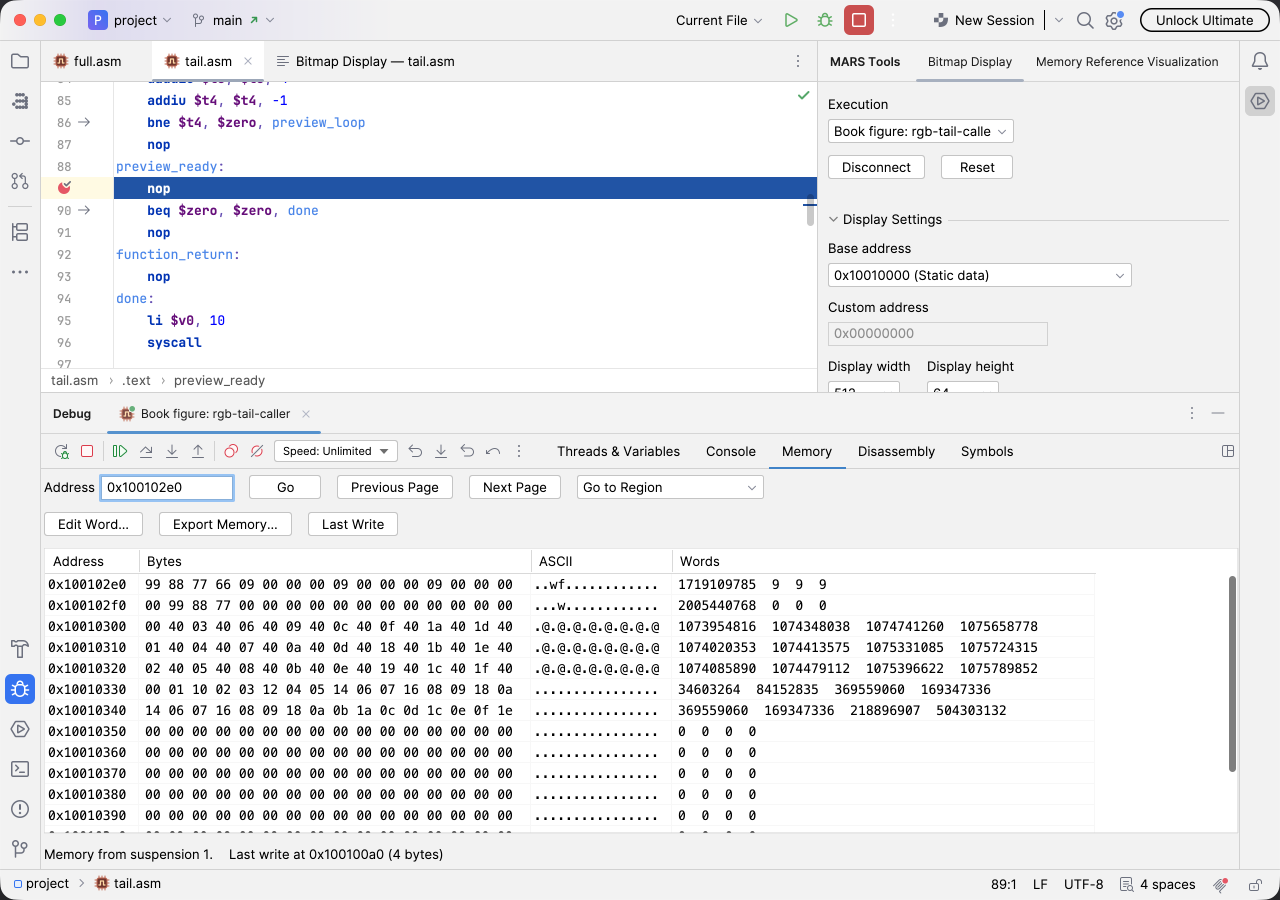 P project main Current File New Session Unlock Ultimate
full.asm tail.asm Bitmap Display — tail.asm MARS Tools Bitmap Display Memory Reference Visualization
85 addiu $t4, $t4, -1
86 bne $t4, $zero, preview_loop
87 nop
88 preview_ready:
nop
90 beq $zero, $zero, done
91 nop
92 function_return:
93 nop
94 done:
95 li $v0, 10
96 syscall
97
tail.asm › .text › preview_ready
Execution
Book figure: rgb-tail-calle
Disconnect Reset
Display Settings
Base address
0x10010000 (Static data)
Custom address
0x00000000
Display width Display height
512 64
Debug Book figure: rgb-tail-caller
Speed: Unlimited Threads & Variables Console Memory Disassembly Symbols
Address 0x100102e0 Go Previous Page Next Page Go to Region
Edit Word... Export Memory... Last Write
Address Bytes ASCII Words
0x100102e0 99 88 77 66 09 00 00 00 09 00 00 00 09 00 00 00 ..wf............ 1719109785 9 9 9
0x100102f0 00 99 88 77 00 00 00 00 00 00 00 00 00 00 00 00 ...w............ 2005440768 0 0 0
0x10010300 00 40 03 40 06 40 09 40 0c 40 0f 40 1a 40 1d 40 .@.@.@.@.@.@.@.@ 1073954816 1074348038 1074741260 1075658778
0x10010310 01 40 04 40 07 40 0a 40 0d 40 18 40 1b 40 1e 40 .@.@.@.@.@.@.@.@ 1074020353 1074413575 1075331085 1075724315
0x10010320 02 40 05 40 08 40 0b 40 0e 40 19 40 1c 40 1f 40 .@.@.@.@.@.@.@.@ 1074085890 1074479112 1075396622 1075789852
0x10010330 00 01 10 02 03 12 04 05 14 06 07 16 08 09 18 0a ................ 34603264 84152835 369559060 169347336
0x10010340 14 06 07 16 08 09 18 0a 0b 1a 0c 0d 1c 0e 0f 1e ................ 369559060 169347336 218896907 504303132
0x10010350 00 00 00 00 00 00 00 00 00 00 00 00 00 00 00 00 ................ 0 0 0 0
0x10010360 00 00 00 00 00 00 00 00 00 00 00 00 00 00 00 00 ................ 0 0 0 0
0x10010370 00 00 00 00 00 00 00 00 00 00 00 00 00 00 00 00 ................ 0 0 0 0
0x10010380 00 00 00 00 00 00 00 00 00 00 00 00 00 00 00 00 ................ 0 0 0 0
0x10010390 00 00 00 00 00 00 00 00 00 00 00 00 00 00 00 00 ................ 0 0 0 0
Memory from suspension 1. Last write at 0x100100a0 (4 bytes)
project › tail.asm 89:1 LF UTF-8 4 spaces